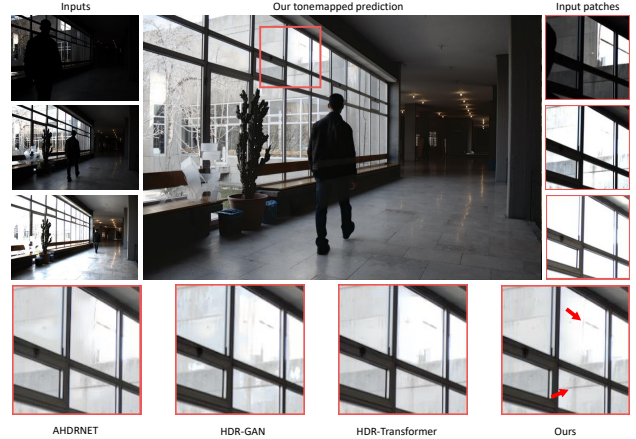 Inputs
Our tonemapped prediction
Input patches
AHDRNET
HDR-GAN
HDR-Transformer
Ours